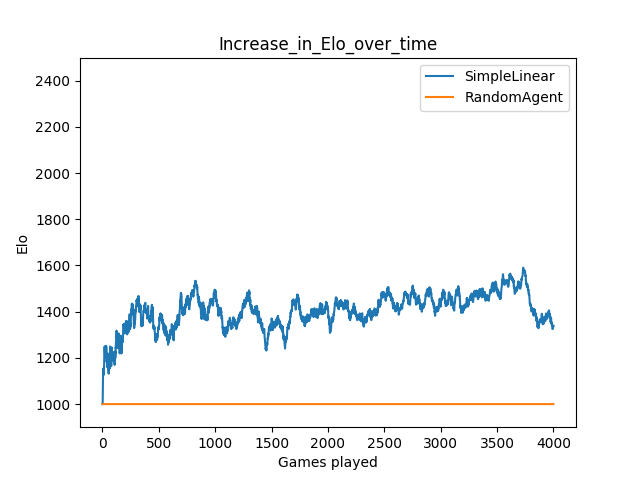 Increase_in_Elo_over_time
SimpleLinear
RandomAgent
Elo
2400
2200
2000
1800
1600
1400
1200
1000
0 500 1000 1500 2000 2500 3000 3500 4000
Games played